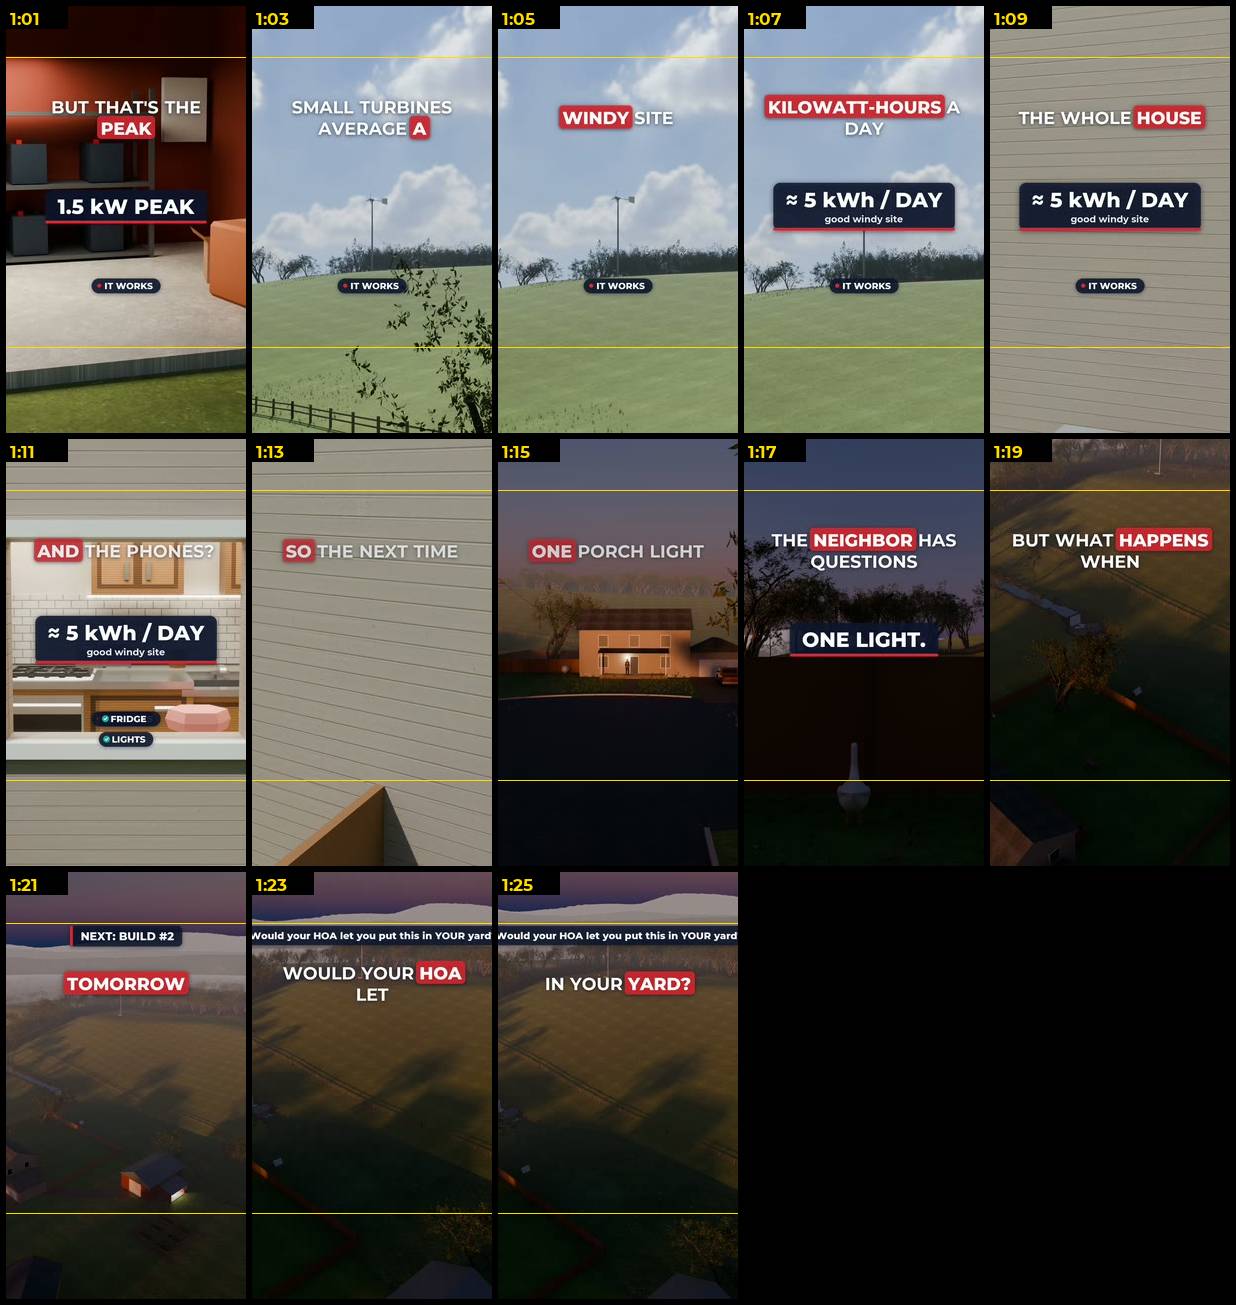 1:01
BUT THAT'S THE
PEAK
1.5 kW PEAK
IT WORKS
1:03
SMALL TURBINES
AVERAGE A
IT WORKS
1:05
WINDY SITE
IT WORKS
1:07
KILOWATT-HOURS A
DAY
≈ 5 kWh / DAY
good windy site
IT WORKS
1:09
THE WHOLE HOUSE
≈ 5 kWh / DAY
good windy site
IT WORKS
1:11
AND THE PHONES?
≈ 5 kWh / DAY
good windy site
FRIDGE
LIGHTS
1:13
SO THE NEXT TIME
1:15
ONE PORCH LIGHT
1:17
THE NEIGHBOR HAS
QUESTIONS
ONE LIGHT.
1:19
BUT WHAT HAPPENS
WHEN
1:21
NEXT: BUILD #2
TOMORROW
1:23
Would your HOA let you put this in YOUR yard
WOULD YOUR HOA
LET
1:25
Would your HOA let you put this in YOUR yard
IN YOUR YARD?